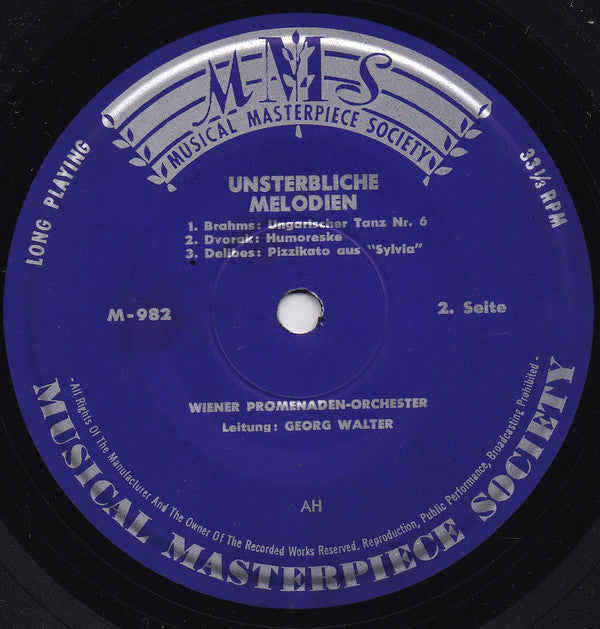 MMS
MUSICAL MASTERPIECE SOCIETY
LONG PLAYING
33 1/3 RPM
UNSTERBLICHE
MELODIEN
1. Brahms: Ungarischer Tanz Nr. 6
2. Dvorak: Humoreske
3. Delibes: Pizzikato aus "Sylvia"
M-982
2. Seite
WIENER PROMENADEN-ORCHESTER
Leitung: GEORG WALTER
AH
-All Rights Of The Manufacturer And The Owner Of The Recorded Works Reserved. Reproduction, Public Performance, Broadcasting Prohibited-
MUSICAL MASTERPIECE SOCIETY